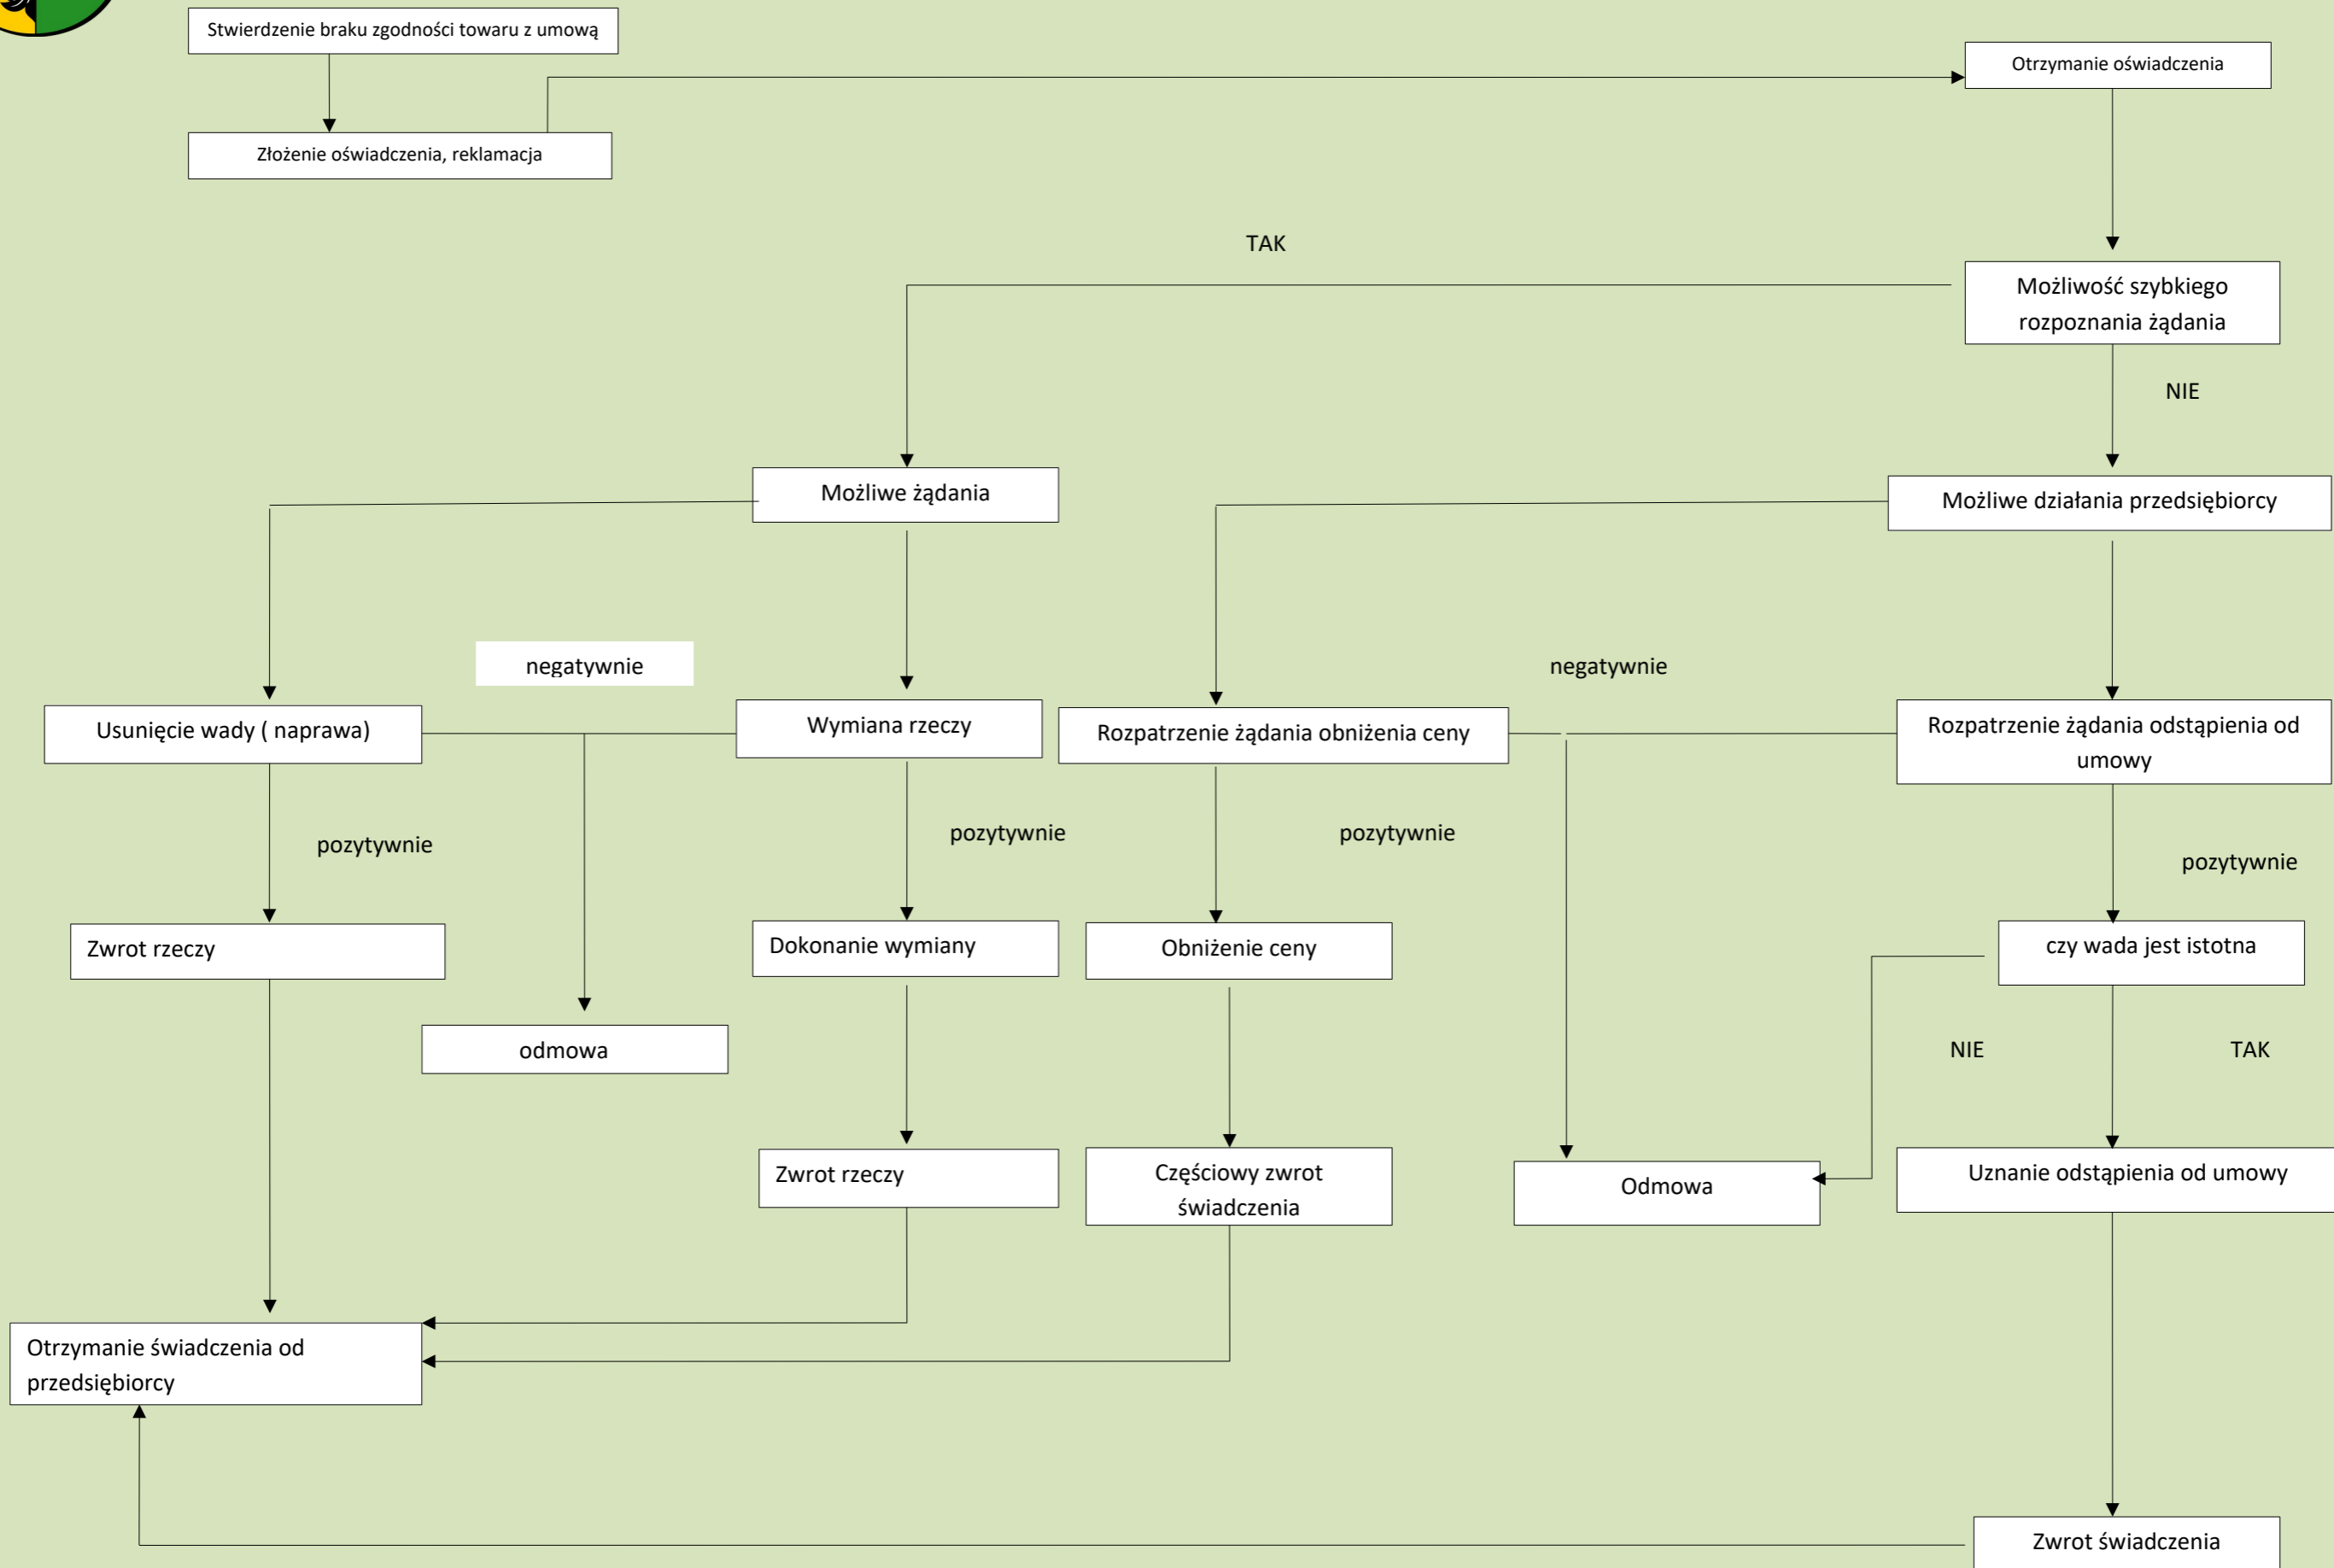 Stwierdzenie braku zgodności towaru z umową
Otrzymanie oświadczenia
Złożenie oświadczenia, reklamacja
TAK
Możliwość szybkiego
rozpoznania żądania
NIE
Możliwe żądania
Możliwe działania przedsiębiorcy
negatywnie
negatywnie
Usunięcie wady ( naprawa)
Wymiana rzeczy
Rozpatrzenie żądania obniżenia ceny
Rozpatrzenie żądania odstąpienia od
umowy
pozytywnie
pozytywnie
pozytywnie
pozytywnie
Zwrot rzeczy
Dokonanie wymiany
Obniżenie ceny
czy wada jest istotna
odmowa
NIE
TAK
Zwrot rzeczy
Częściowy zwrot
świadczenia
Odmowa
Uznanie odstąpienia od umowy
Otrzymanie świadczenia od
przedsiębiorcy
Zwrot świadczenia